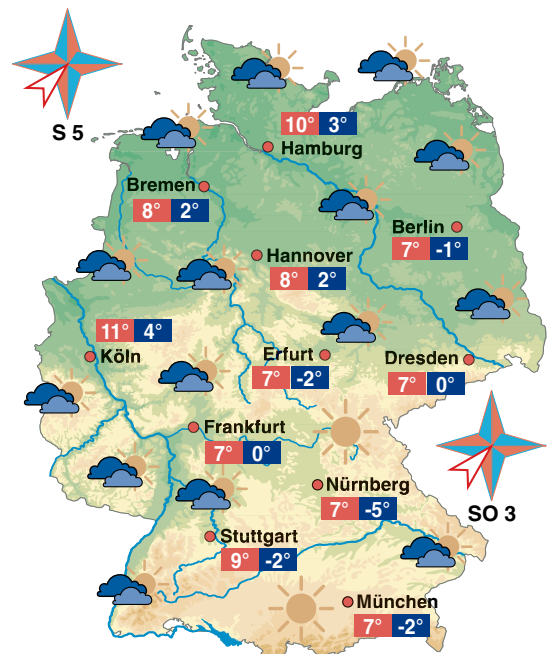 S 5
10° 3°
Hamburg
Bremen
8° 2°
Berlin
7° -1°
Hannover
8° 2°
11° 4°
Köln
Erfurt
7° -2°
Dresden
7° 0°
Frankfurt
7° 0°
Nürnberg
7° -5°
SO 3
Stuttgart
9° -2°
München
7° -2°